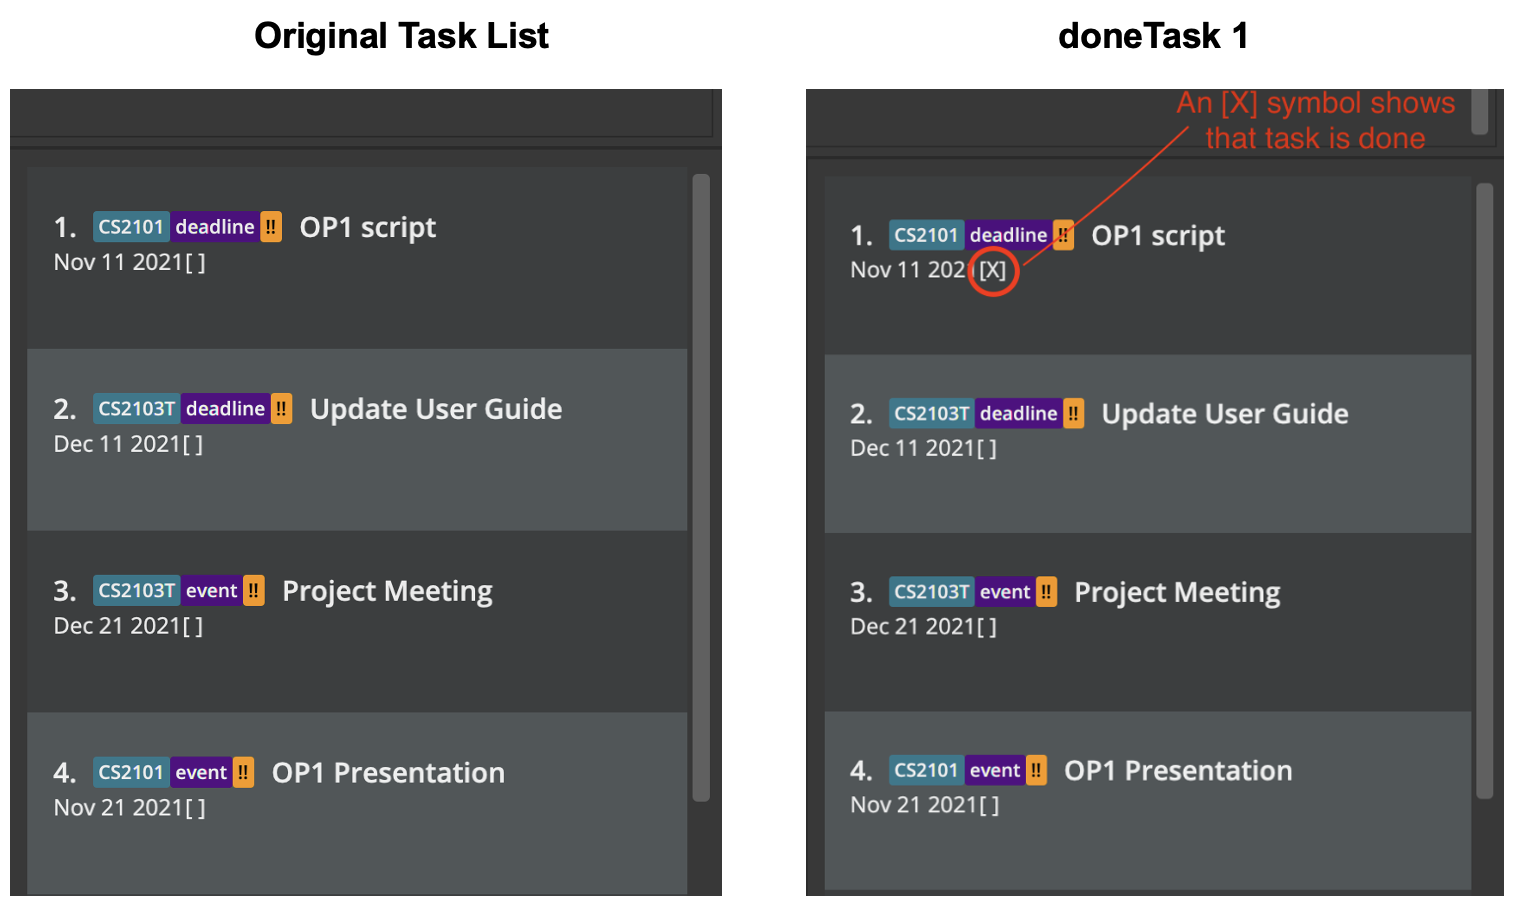 Original Task List
1. CS2101 deadline !! OP1 script
Nov 11 2021[ ]
2. CS2103T deadline !! Update User Guide
Dec 11 2021[ ]
3. CS2103T event !! Project Meeting
Dec 21 2021[ ]
4. CS2101 event !! OP1 Presentation
Nov 21 2021[ ]
doneTask 1
An [X] symbol shows
that task is done
1. CS2101 deadline !! OP1 script
Nov 11 2021[X]
2. CS2103T deadline !! Update User Guide
Dec 11 2021[ ]
3. CS2103T event !! Project Meeting
Dec 21 2021[ ]
4. CS2101 event !! OP1 Presentation
Nov 21 2021[ ]